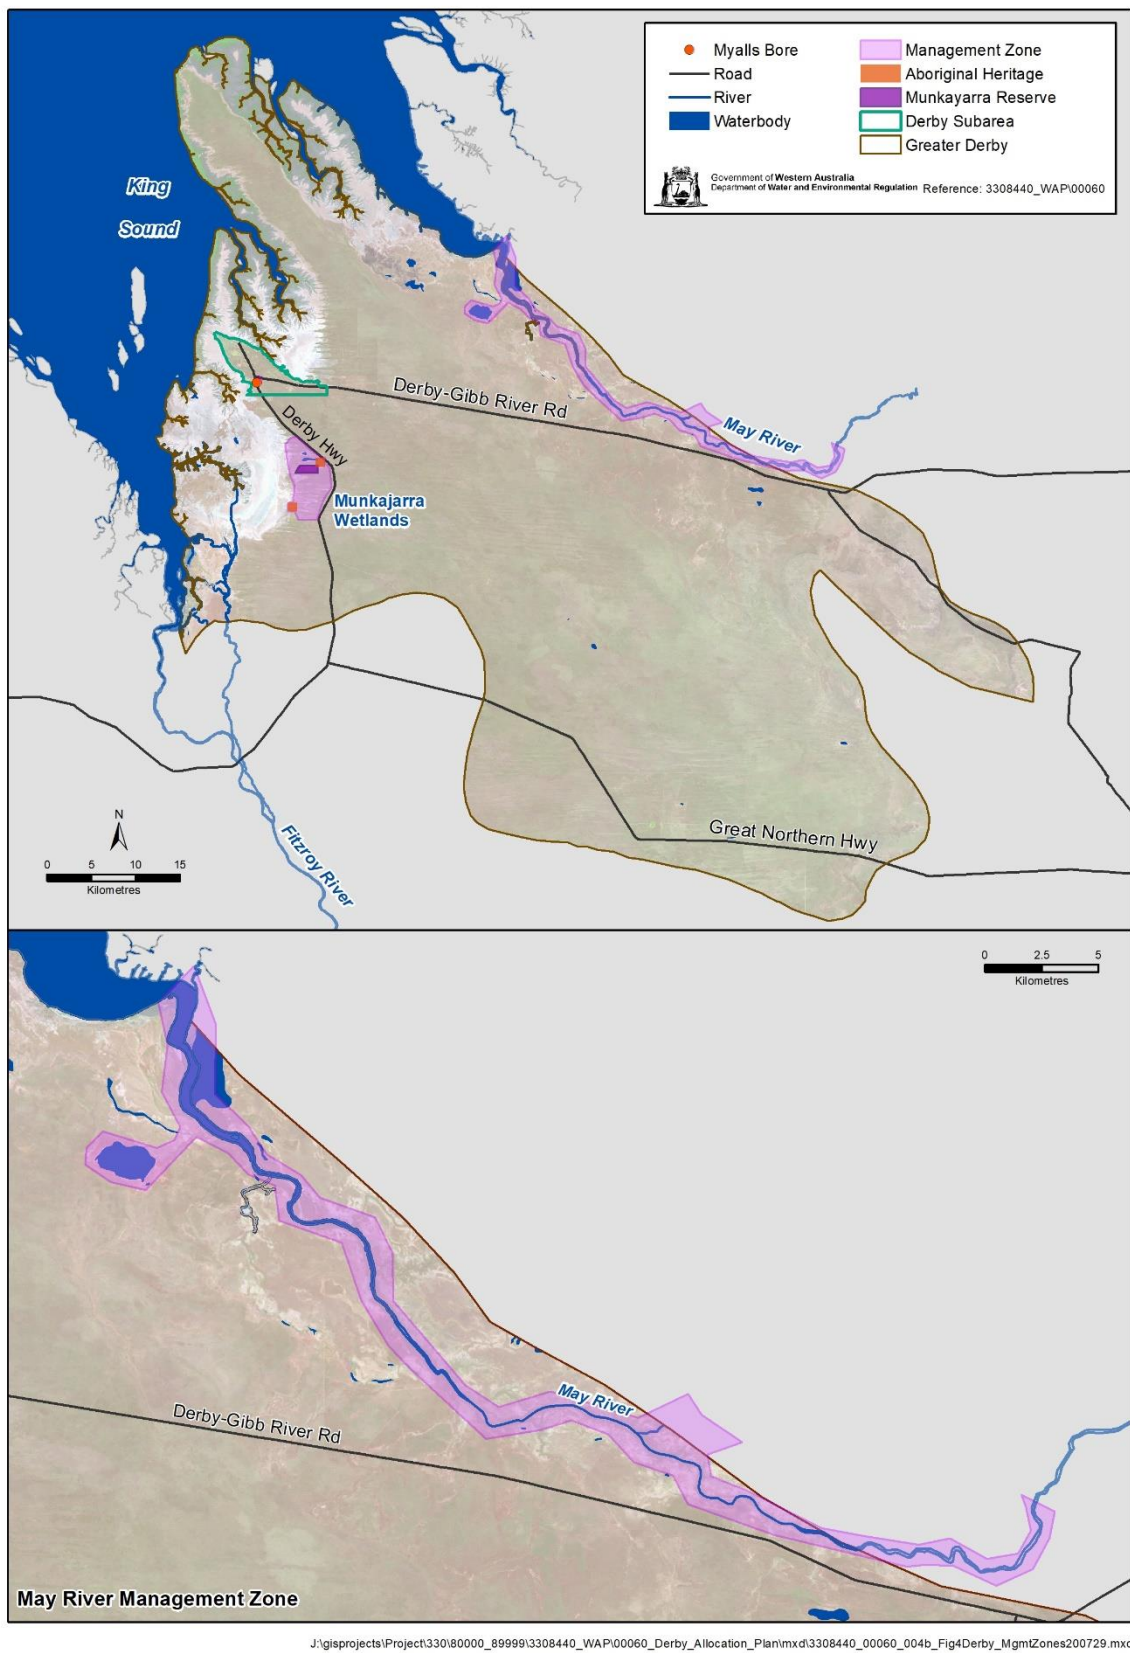 Myalls Bore
Road
River
Waterbody
Management Zone
Aboriginal Heritage
Munkayarra Reserve
Derby Subarea
Greater Derby
Government of Western Australia
Department of Water and Environmental Regulation
Reference: 3308440_WAP\00060
King
Sound
Derby-Gibb River Rd
May River
Derby Hwy
Munkajarra
Wetlands
Great Northern Hwy
Fitzroy River
N
0 5 10 15
Kilometres
0 2.5 5
Kilometres
May River
Derby-Gibb River Rd
May River Management Zone
J:\gisprojects\Project\330\80000_89999\3308440_WAP\00060_Derby_Allocation_Plan\mxd\3308440_00060_004b_Fig4Derby_MgmtZones200729.mxd